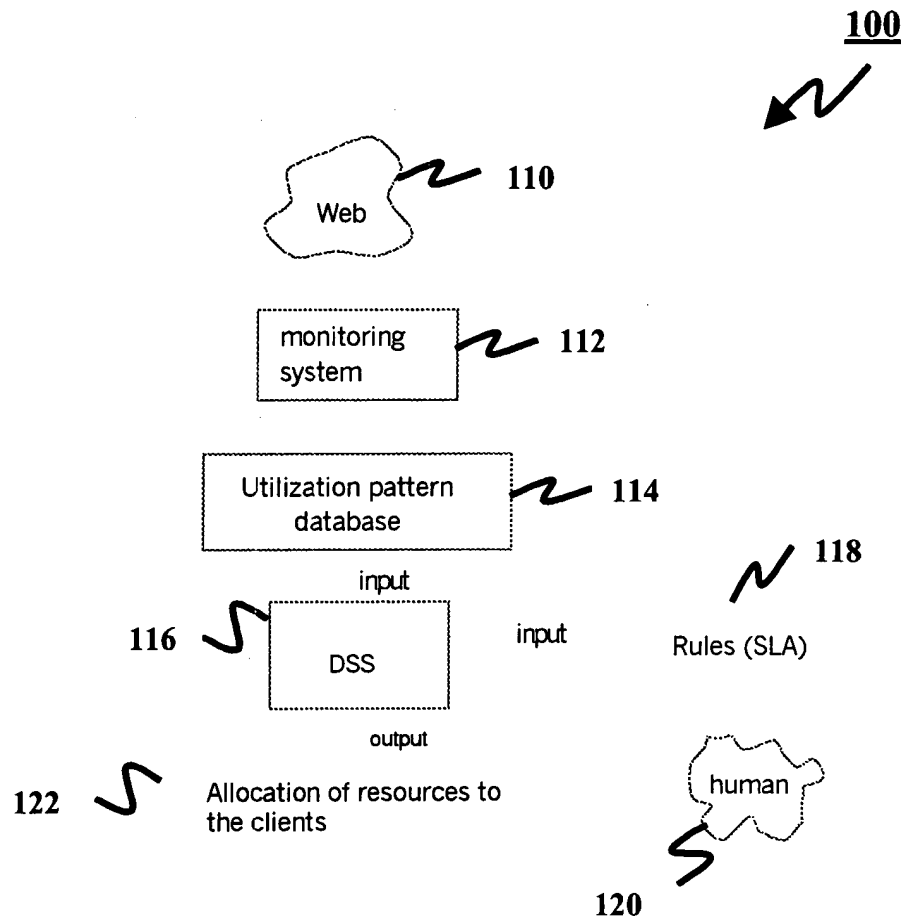 100
110
Web
monitoring
system
112
Utilization pattern
database
114
118
input
116
DSS
input
Rules (SLA)
output
122
Allocation of resources to
the clients
human
120